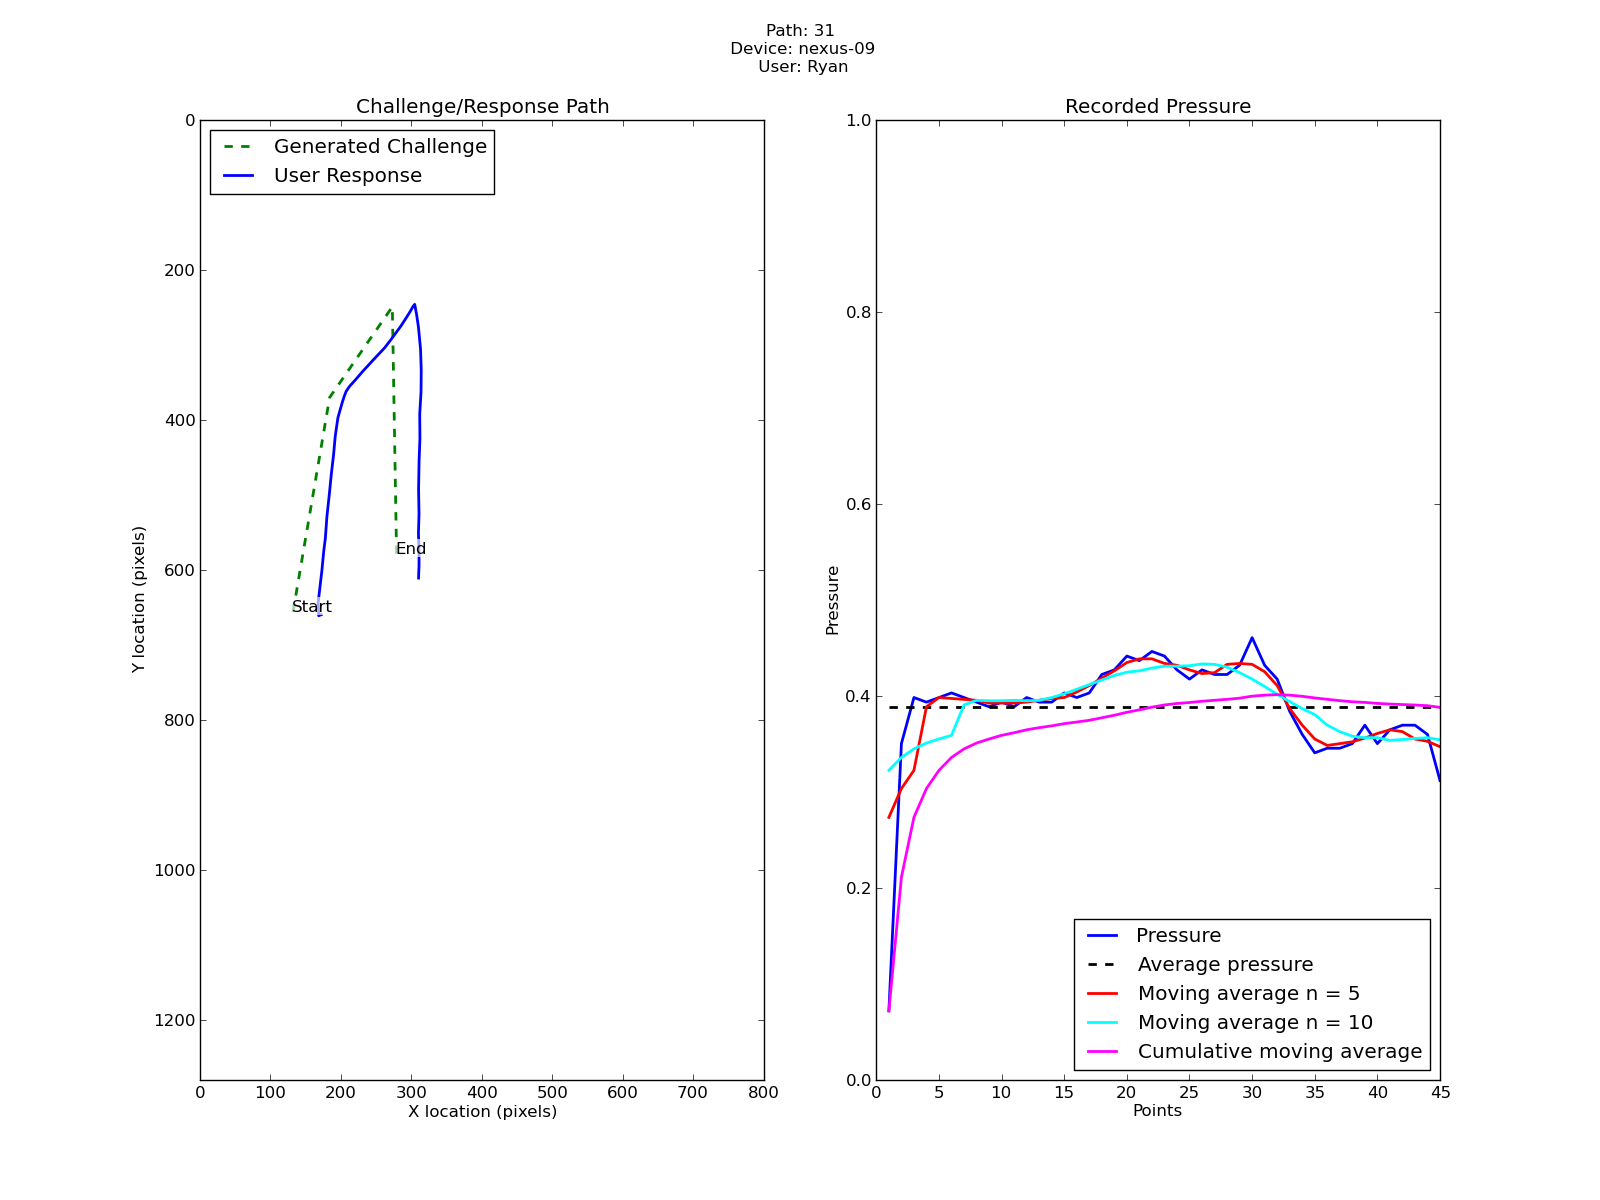 Path: 31
Device: nexus-09
User: Ryan
Challenge/Response Path
Generated Challenge
User Response
0
200
400
600
800
1000
1200
Y location (pixels)
Start
End
0 100 200 300 400 500 600 700 800
X location (pixels)
Recorded Pressure
1.0
0.8
0.6
0.4
0.2
0.0
Pressure
Pressure
Average pressure
Moving average n = 5
Moving average n = 10
Cumulative moving average
0 5 10 15 20 25 30 35 40 45
Points